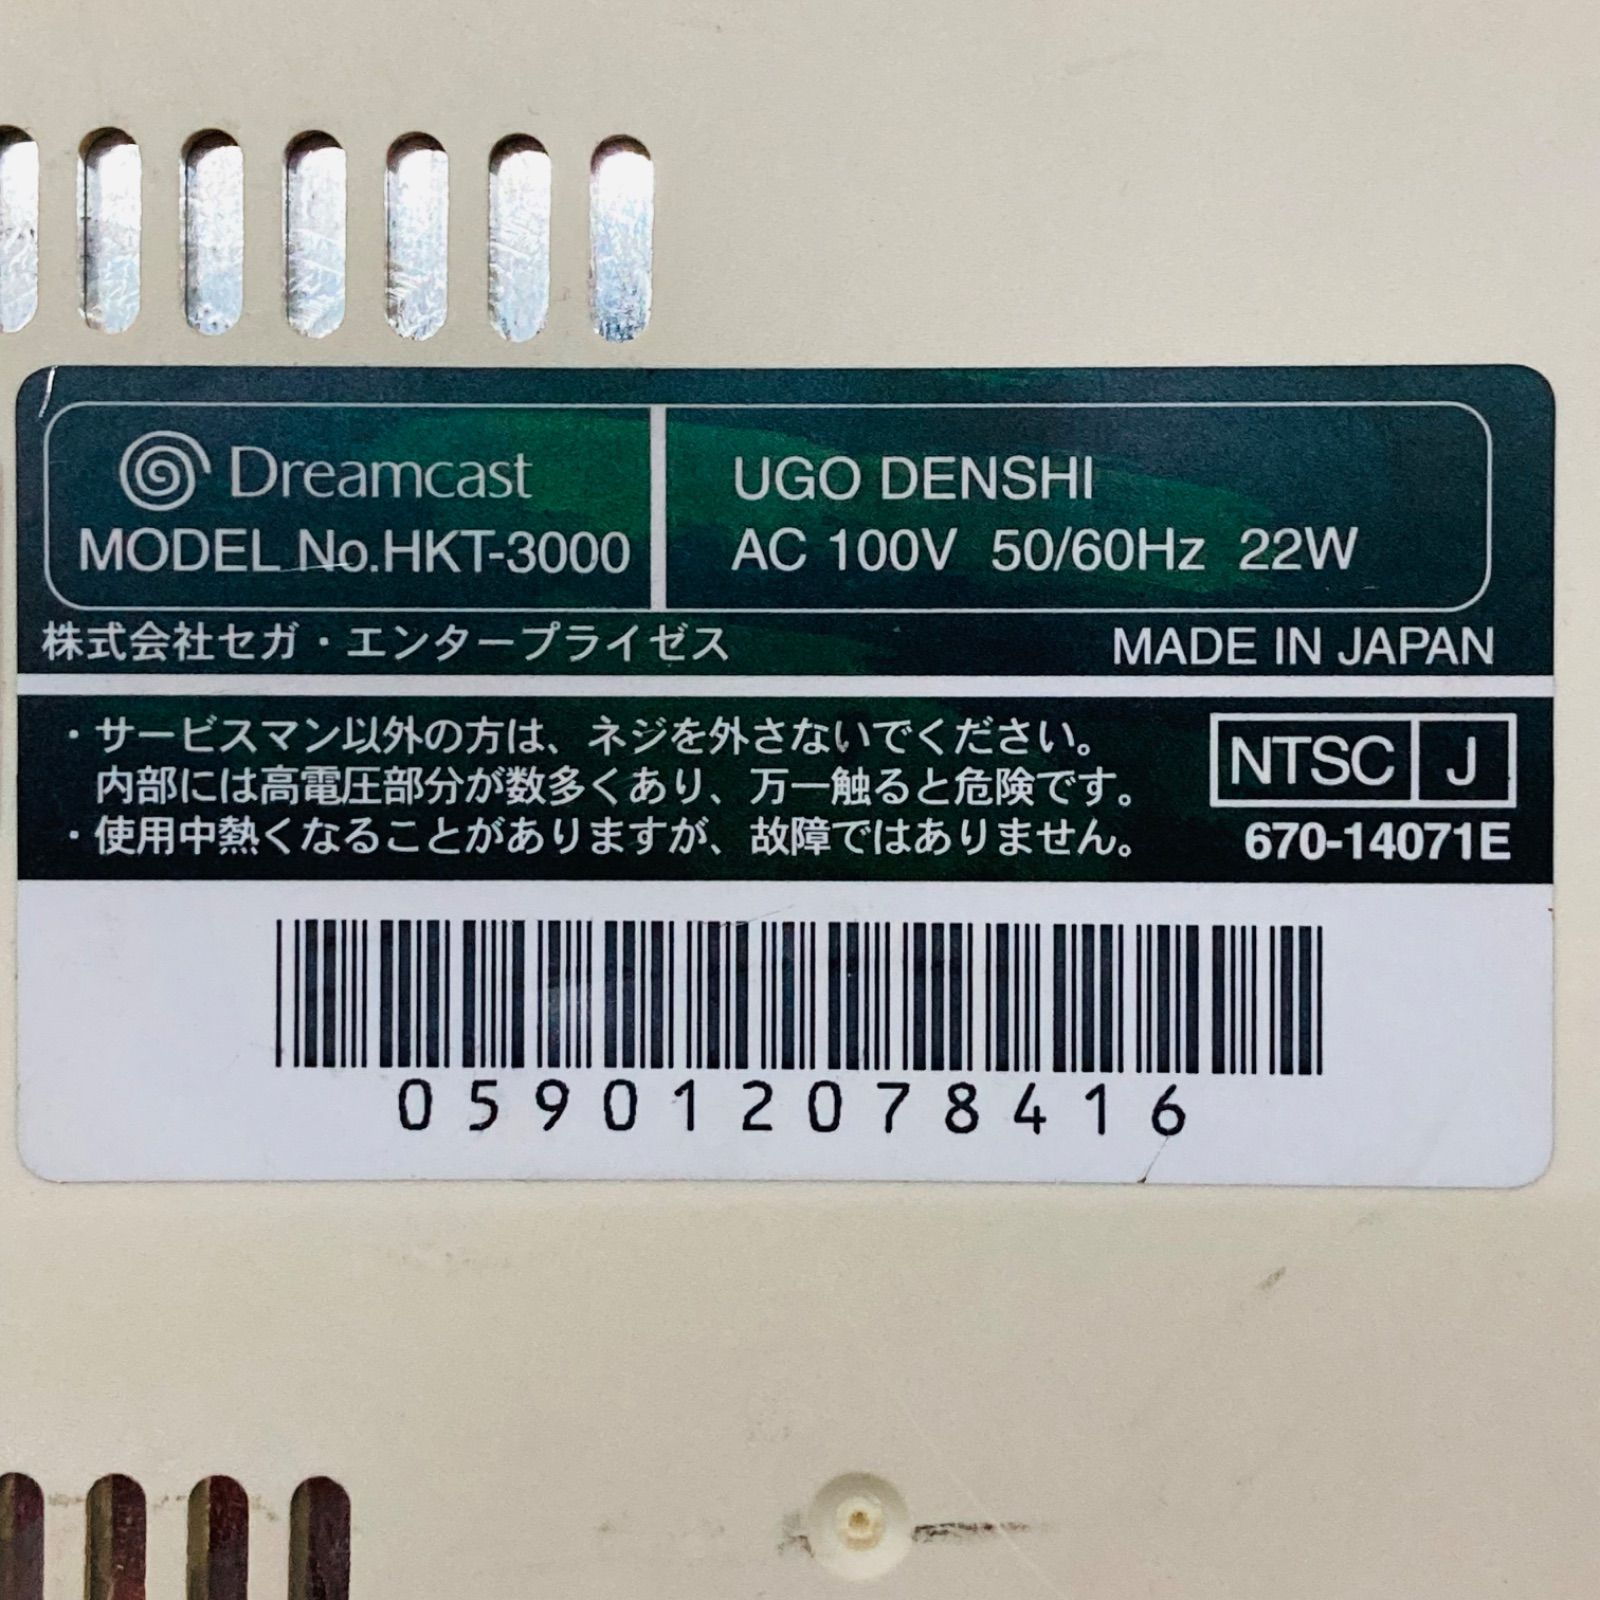 Dreamcast
MODEL No.HKT-3000
UGO DENSHI
AC 100V 50/60Hz 22W
株式会社セガ・エンタープライゼス
MADE IN JAPAN
・サービスマン以外の方は、ネジを外さないでください。
内部には高電圧部分が数多くあり、万一触ると危険です。
・使用中熱くなることがありますが、故障ではありません。
NTSC J
670-14071E
059012078416